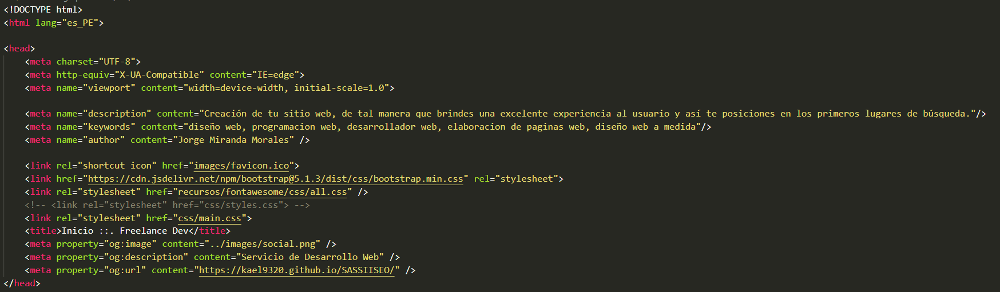 <!DOCTYPE html>
<html lang="es_PE">
<head>
<meta charset="UTF-8">
<meta http-equiv="X-UA-Compatible" content="IE=edge">
<meta name="viewport" content="width=device-width, initial-scale=1.0">
<meta name="description" content="Creación de tu sitio web, de tal manera que brindes una excelente experiencia al usuario y así te posiciones en los primeros lugares de búsqueda."/>
<meta name="keywords" content="diseño web, programacion web, desarrollador web, elaboracion de paginas web, diseño web a medida"/>
<meta name="author" content="Jorge Miranda Morales" />
<link rel="shortcut icon" href="images/favicon.ico">
<link href="https://cdn.jsdelivr.net/npm/bootstrap@5.1.3/dist/css/bootstrap.min.css" rel="stylesheet">
<link rel="stylesheet" href="recursos/fontawesome/css/all.css" />
<!-- <link rel="stylesheet" href="css/styles.css"> -->
<link rel="stylesheet" href="css/main.css">
<title>Inicio ::. Freelance Dev</title>
<meta property="og:image" content="../images/social.png" />
<meta property="og:description" content="Servicio de Desarrollo Web" />
<meta property="og:url" content="https://kael9320.github.io/SASSIISEO/" />
</head>